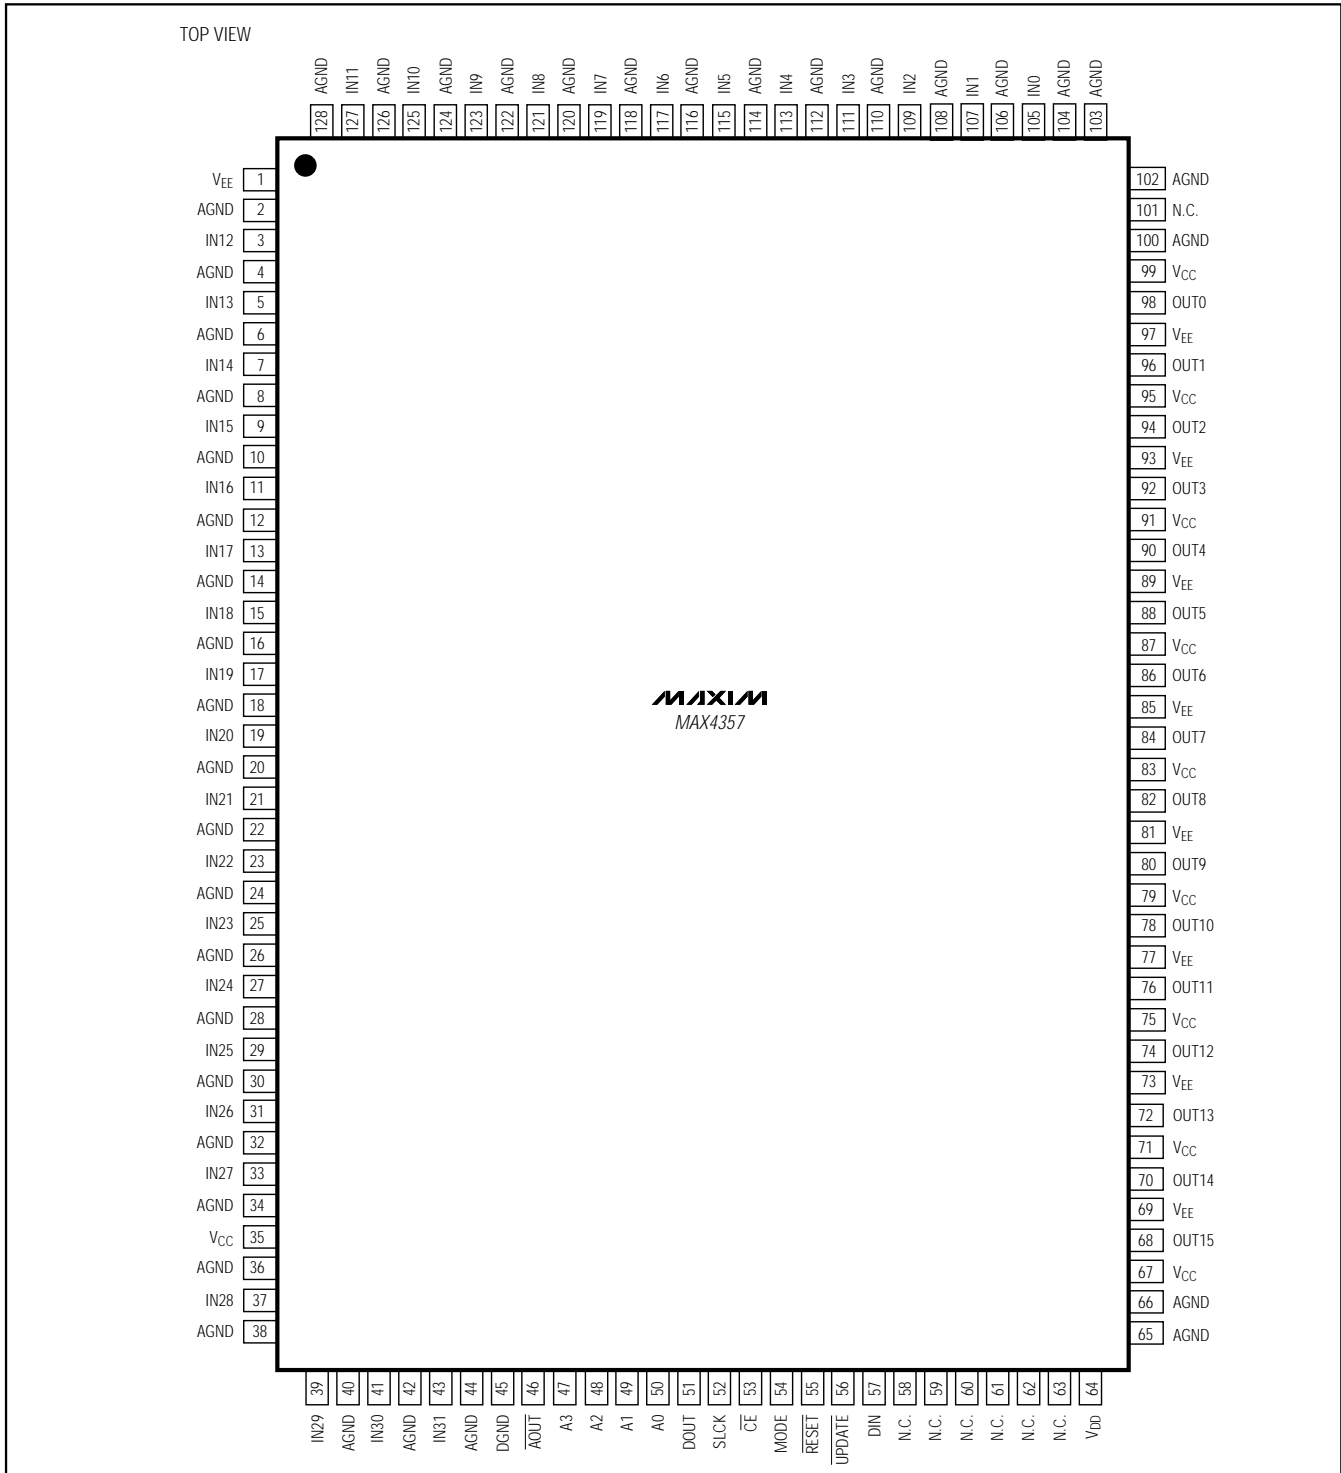 TOP VIEW
AGND IN11 AGND IN10 AGND IN9 AGND IN8 AGND IN7 AGND IN6 AGND IN5 AGND IN4 AGND IN3 AGND IN2 AGND IN1 AGND IN0 AGND AGND
128 127 126 125 124 123 122 121 120 119 118 117 116 115 114 113 112 111 110 109 108 107 106 105 104 103
VEE 1 102 AGND
AGND 2 101 N.C.
IN12 3 100 AGND
AGND 4 99 VCC
IN13 5 98 OUT0
AGND 6 97 VEE
IN14 7 96 OUT1
AGND 8 95 VCC
IN15 9 94 OUT2
AGND 10 93 VEE
IN16 11 92 OUT3
AGND 12 91 VCC
IN17 13 90 OUT4
AGND 14 89 VEE
IN18 15 88 OUT5
AGND 16 87 VCC
IN19 17 86 OUT6
AGND 18 85 VEE
MAXIM
MAX4357
IN20 19 84 OUT7
AGND 20 83 VCC
IN21 21 82 OUT8
AGND 22 81 VEE
IN22 23 80 OUT9
AGND 24 79 VCC
IN23 25 78 OUT10
AGND 26 77 VEE
IN24 27 76 OUT11
AGND 28 75 VCC
IN25 29 74 OUT12
AGND 30 73 VEE
IN26 31 72 OUT13
AGND 32 71 VCC
IN27 33 70 OUT14
AGND 34 69 VEE
VCC 35 68 OUT15
AGND 36 67 VCC
IN28 37 66 AGND
AGND 38 65 AGND
39 40 41 42 43 44 45 46 47 48 49 50 51 52 53 54 55 56 57 58 59 60 61 62 63 64
IN29 AGND IN30 AGND IN31 AGND DGND AOUT A3 A2 A1 A0 DOUT SLCK CE MODE RESET UPDATE DIN N.C. N.C. N.C. N.C. N.C. N.C. VDD